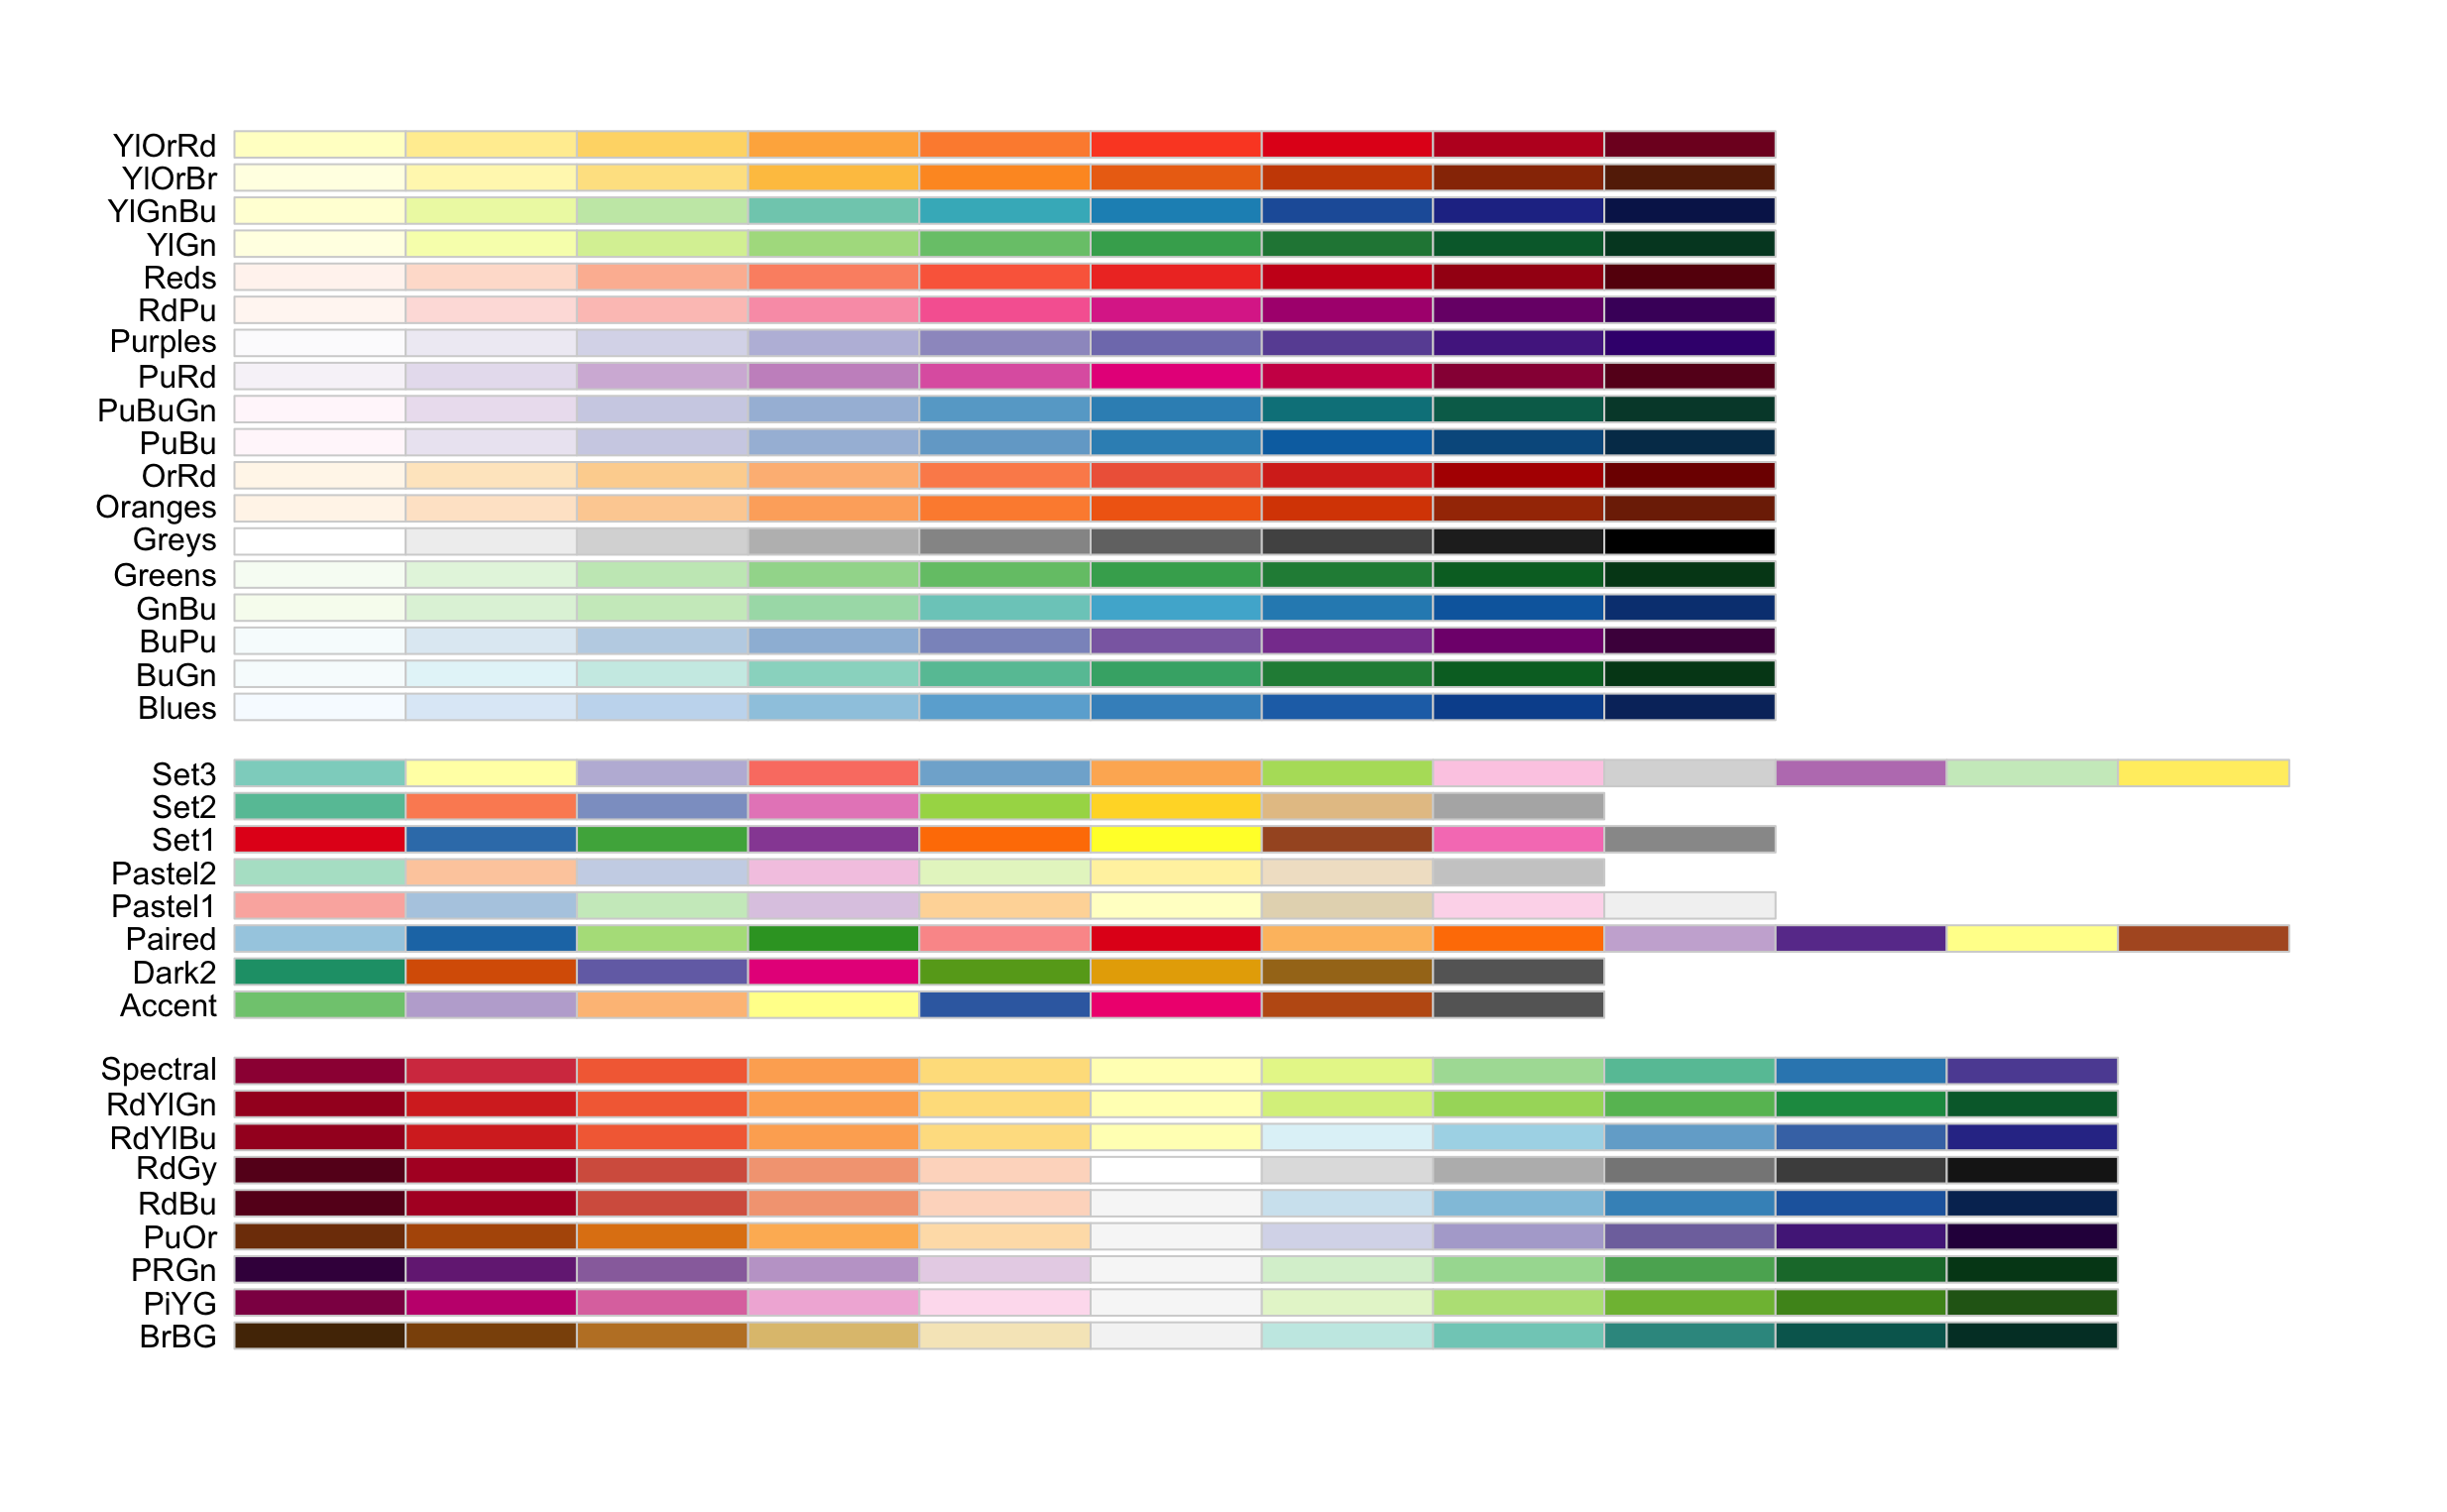 YlOrRd
YlOrBr
YlGnBu
YlGn
Reds
RdPu
Purples
PuRd
PuBuGn
PuBu
OrRd
Oranges
Greys
Greens
GnBu
BuPu
BuGn
Blues
Set3
Set2
Set1
Pastel2
Pastel1
Paired
Dark2
Accent
Spectral
RdYlGn
RdYlBu
RdGy
RdBu
PuOr
PRGn
PiYG
BrBG